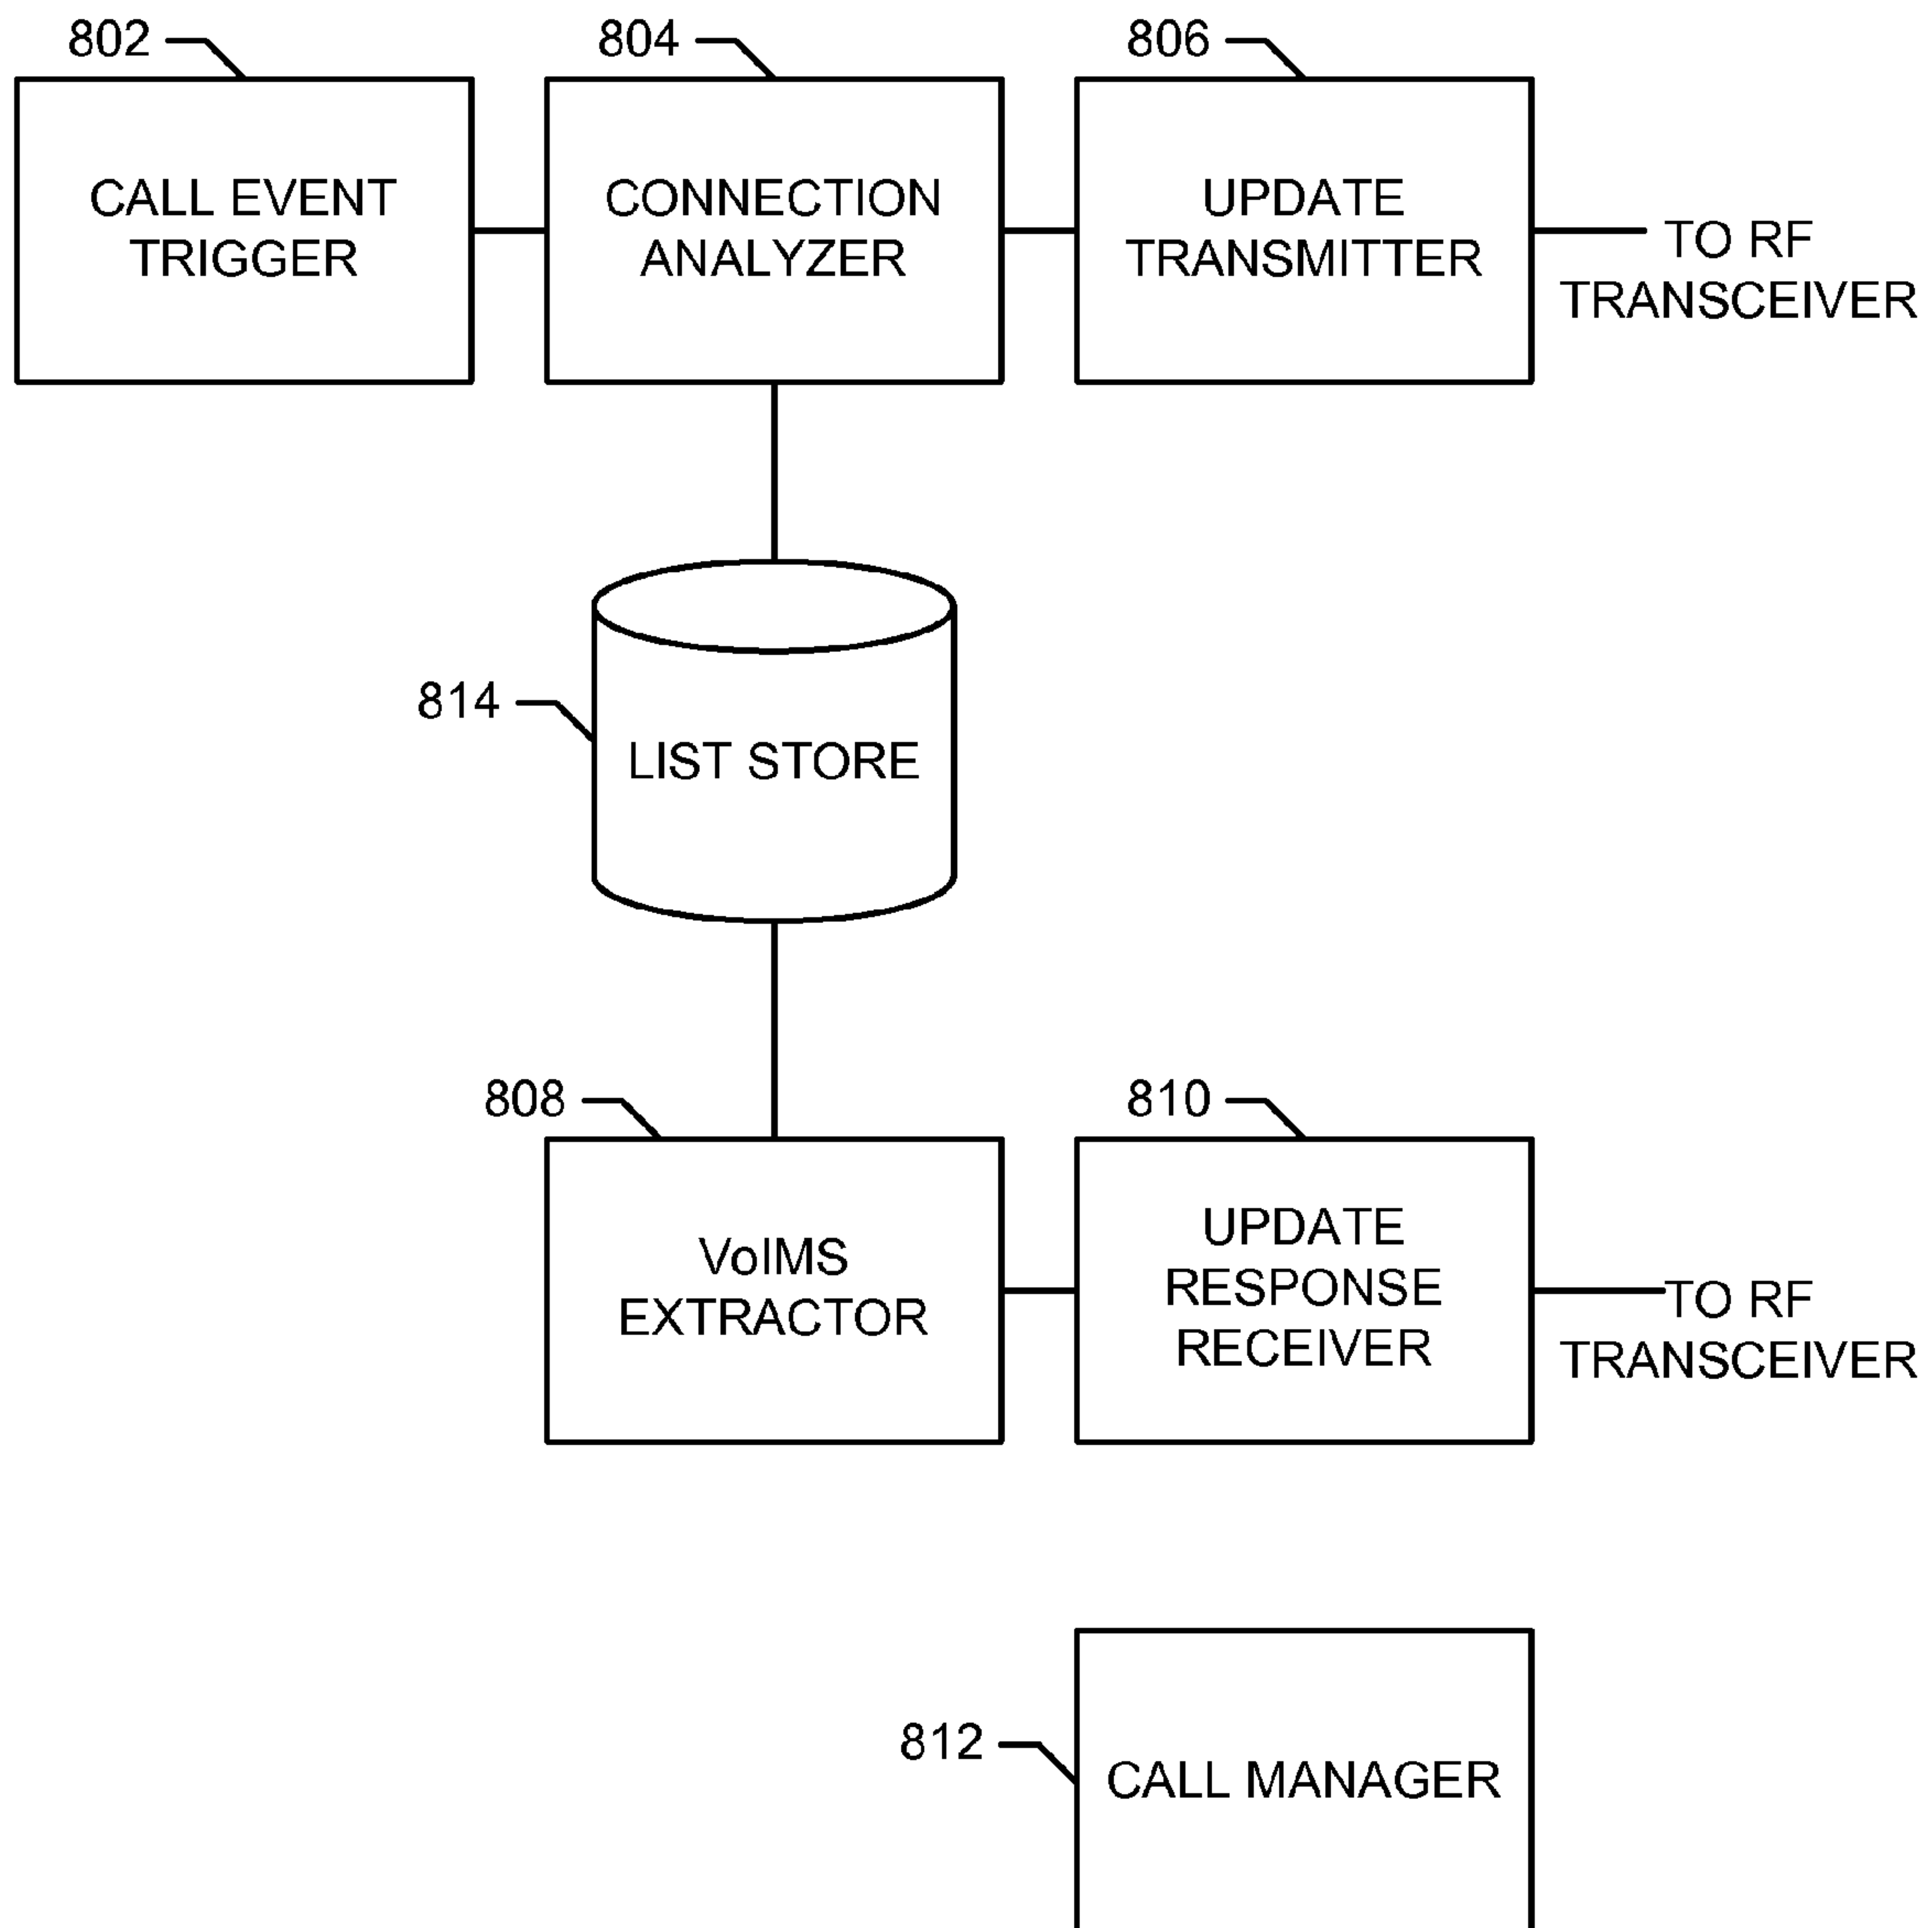 802
804
806
CALL EVENT
TRIGGER
CONNECTION
ANALYZER
UPDATE
TRANSMITTER
TO RF
TRANSCEIVER
814
LIST STORE
808
810
VoIMS
EXTRACTOR
UPDATE
RESPONSE
RECEIVER
TO RF
TRANSCEIVER
812
CALL MANAGER